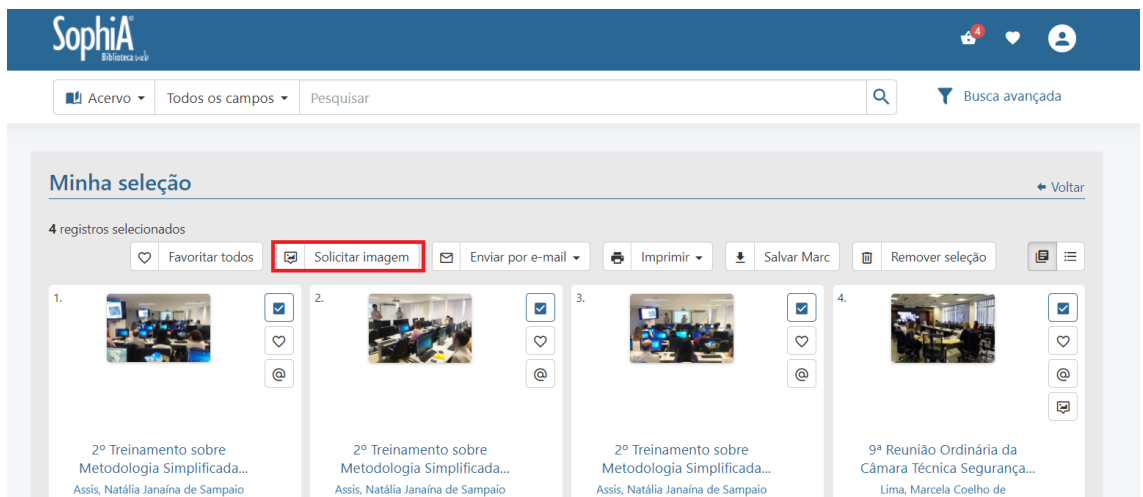 SophiA
Biblioteca web
4
Acervo
Todos os campos
Pesquisar
Busca avançada
Minha seleção
Voltar
4 registros selecionados
Favoritar todos
Solicitar imagem
Enviar por e-mail
Imprimir
Salvar Marc
Remover seleção
1.
2º Treinamento sobre
Metodologia Simplificada...
Assis, Natália Janaína de Sampaio
2.
2º Treinamento sobre
Metodologia Simplificada...
Assis, Natália Janaína de Sampaio
3.
2º Treinamento sobre
Metodologia Simplificada...
Assis, Natália Janaína de Sampaio
4.
9ª Reunião Ordinária da
Câmara Técnica Segurança...
Lima, Marcela Coelho de